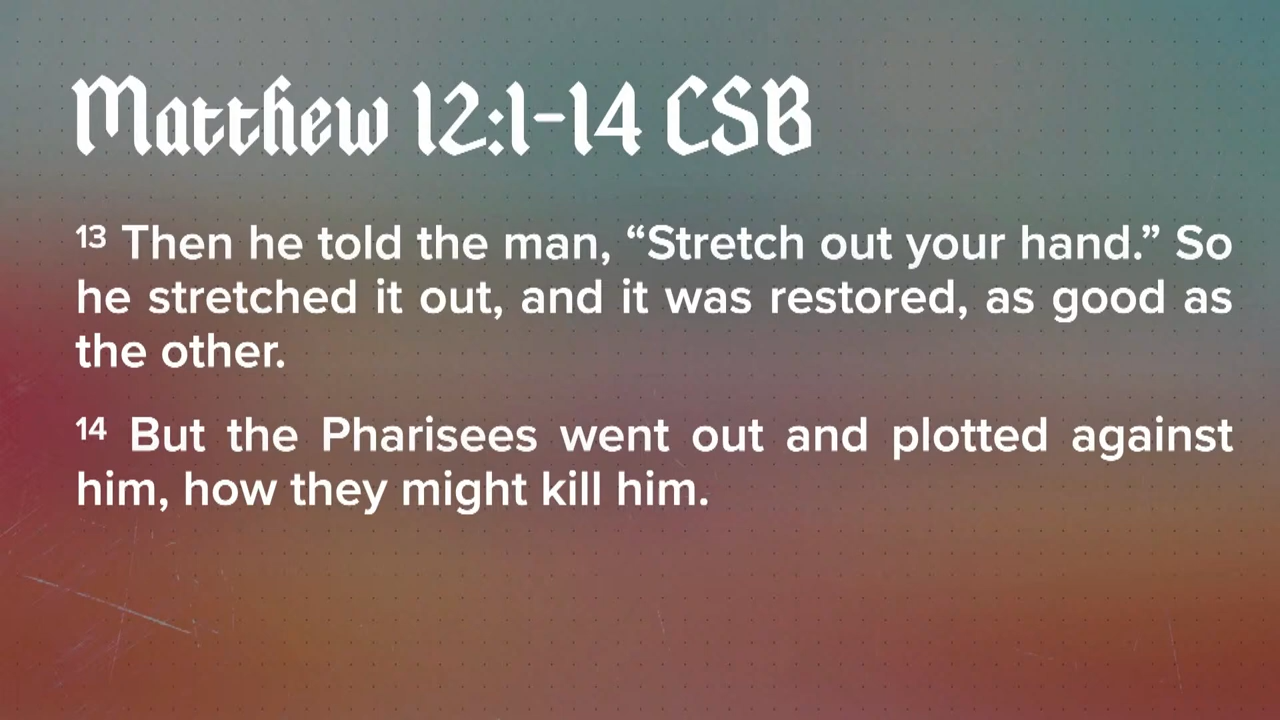 Matthew 12:1-14 CSB
13 Then he told the man, “Stretch out your hand.” So
he stretched it out, and it was restored, as good as
the other.
14 But the Pharisees went out and plotted against
him, how they might kill him.